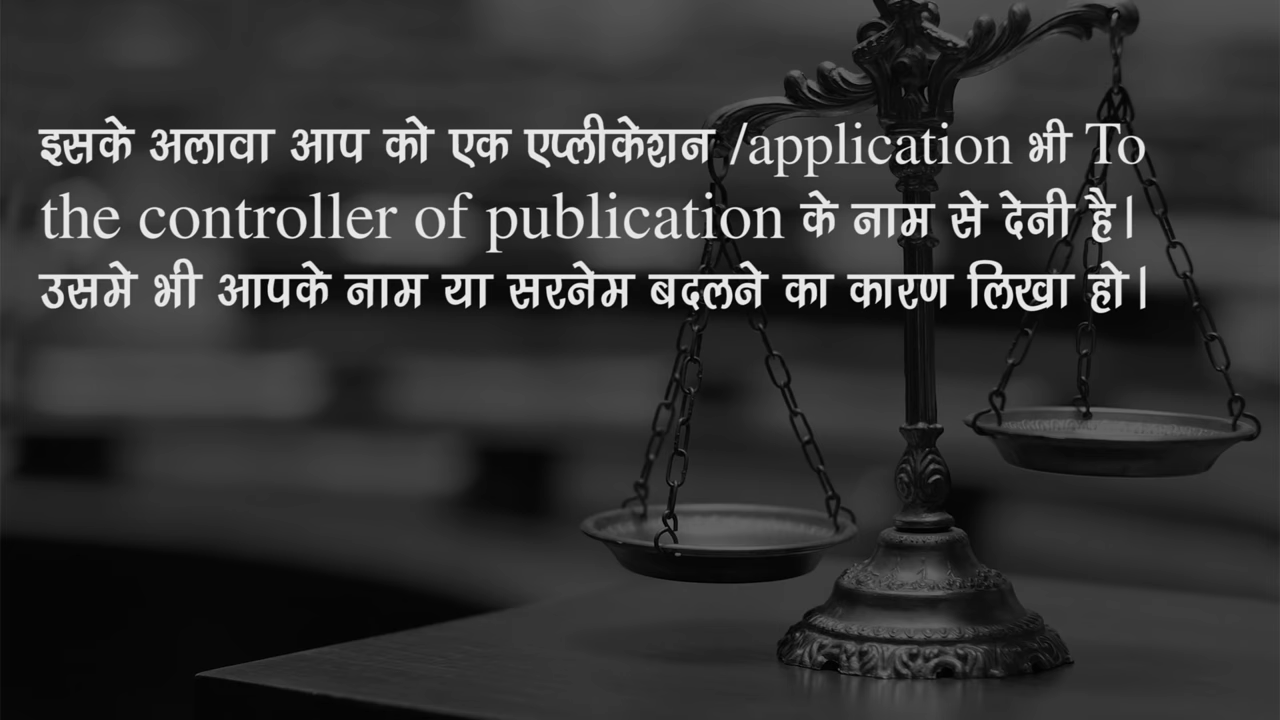 इसके अलावा आप को एक एप्लीकेशन /application भी To
the controller of publication के नाम से देनी है।
उसमे भी आपके नाम या सरनेम बदलने का कारण लिखा हो।